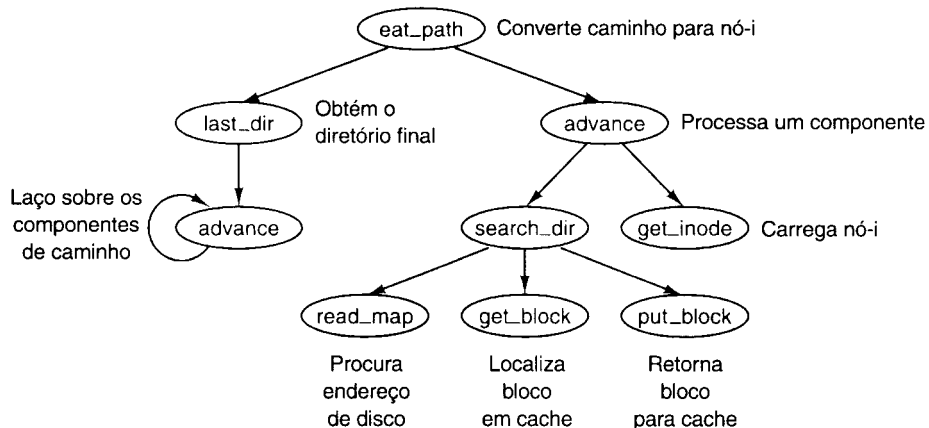 eat_path
Converte caminho para nó-i
last_dir
Obtém o
diretório final
advance
Processa um componente
Laço sobre os
componentes
de caminho
advance
search_dir
get_inode
Carrega nó-i
read_map
get_block
put_block
Procura
endereço
de disco
Localiza
bloco
em cache
Retorna
bloco
para cache